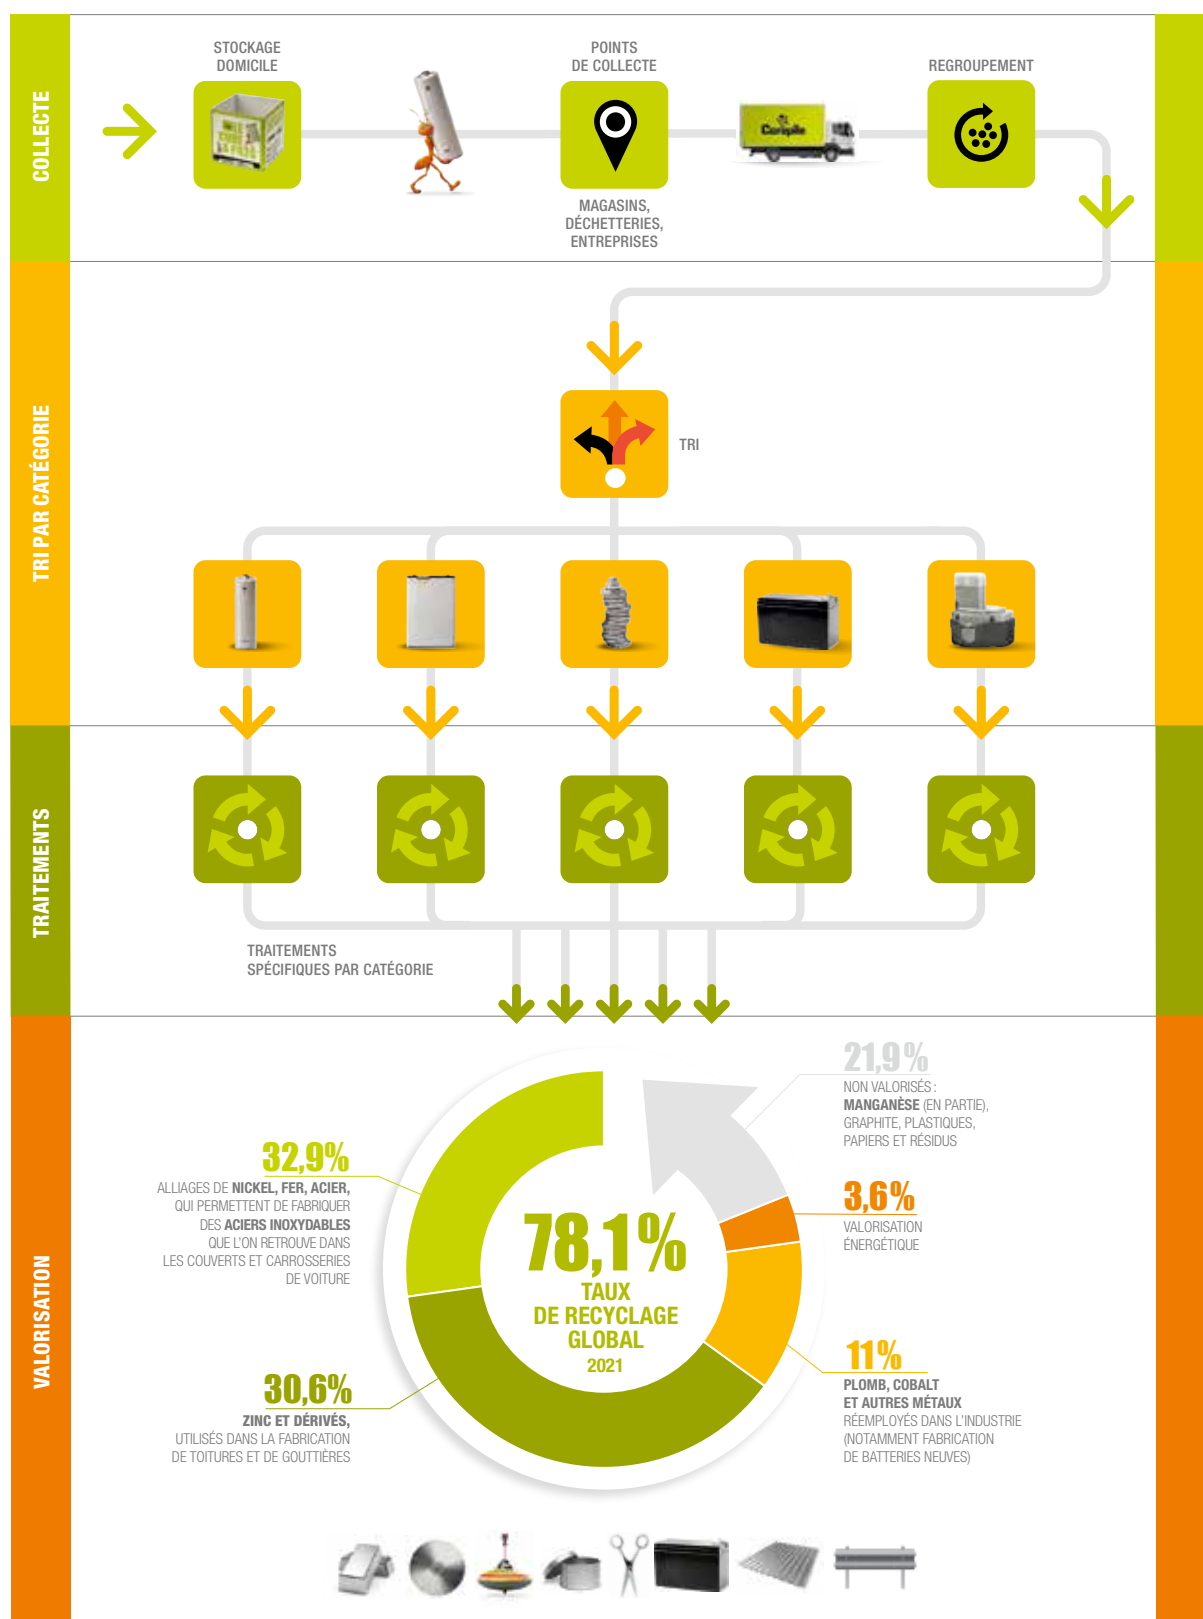 COLLECTE
STOCKAGE
DOMICILE
POINTS
DE COLLECTE
MAGASINS,
DÉCHETTERIES,
ENTREPRISES
Corepile
REGROUPEMENT
TRI PAR CATÉGORIE
TRI
TRAITEMENTS
TRAITEMENTS
SPÉCIFIQUES PAR CATÉGORIE
VALORISATION
32,9%
ALLIAGES DE NICKEL, FER, ACIER,
QUI PERMETTENT DE FABRIQUER
DES ACIERS INOXYDABLES
QUE L'ON RETROUVE DANS
LES COUVERTS ET CARROSSERIES
DE VOITURE
30,6%
ZINC ET DÉRIVÉS,
UTILISÉS DANS LA FABRICATION
DE TOITURES ET DE GOUTTIÈRES
78,1%
TAUX
DE RECYCLAGE
GLOBAL
2021
21,9%
NON VALORISÉS :
MANGANÈSE (EN PARTIE),
GRAPHITE, PLASTIQUES,
PAPIERS ET RÉSIDUS
3,6%
VALORISATION
ÉNERGÉTIQUE
11%
PLOMB, COBALT
ET AUTRES MÉTAUX
RÉEMPLOYÉS DANS L'INDUSTRIE
(NOTAMMENT FABRICATION
DE BATTERIES NEUVES)